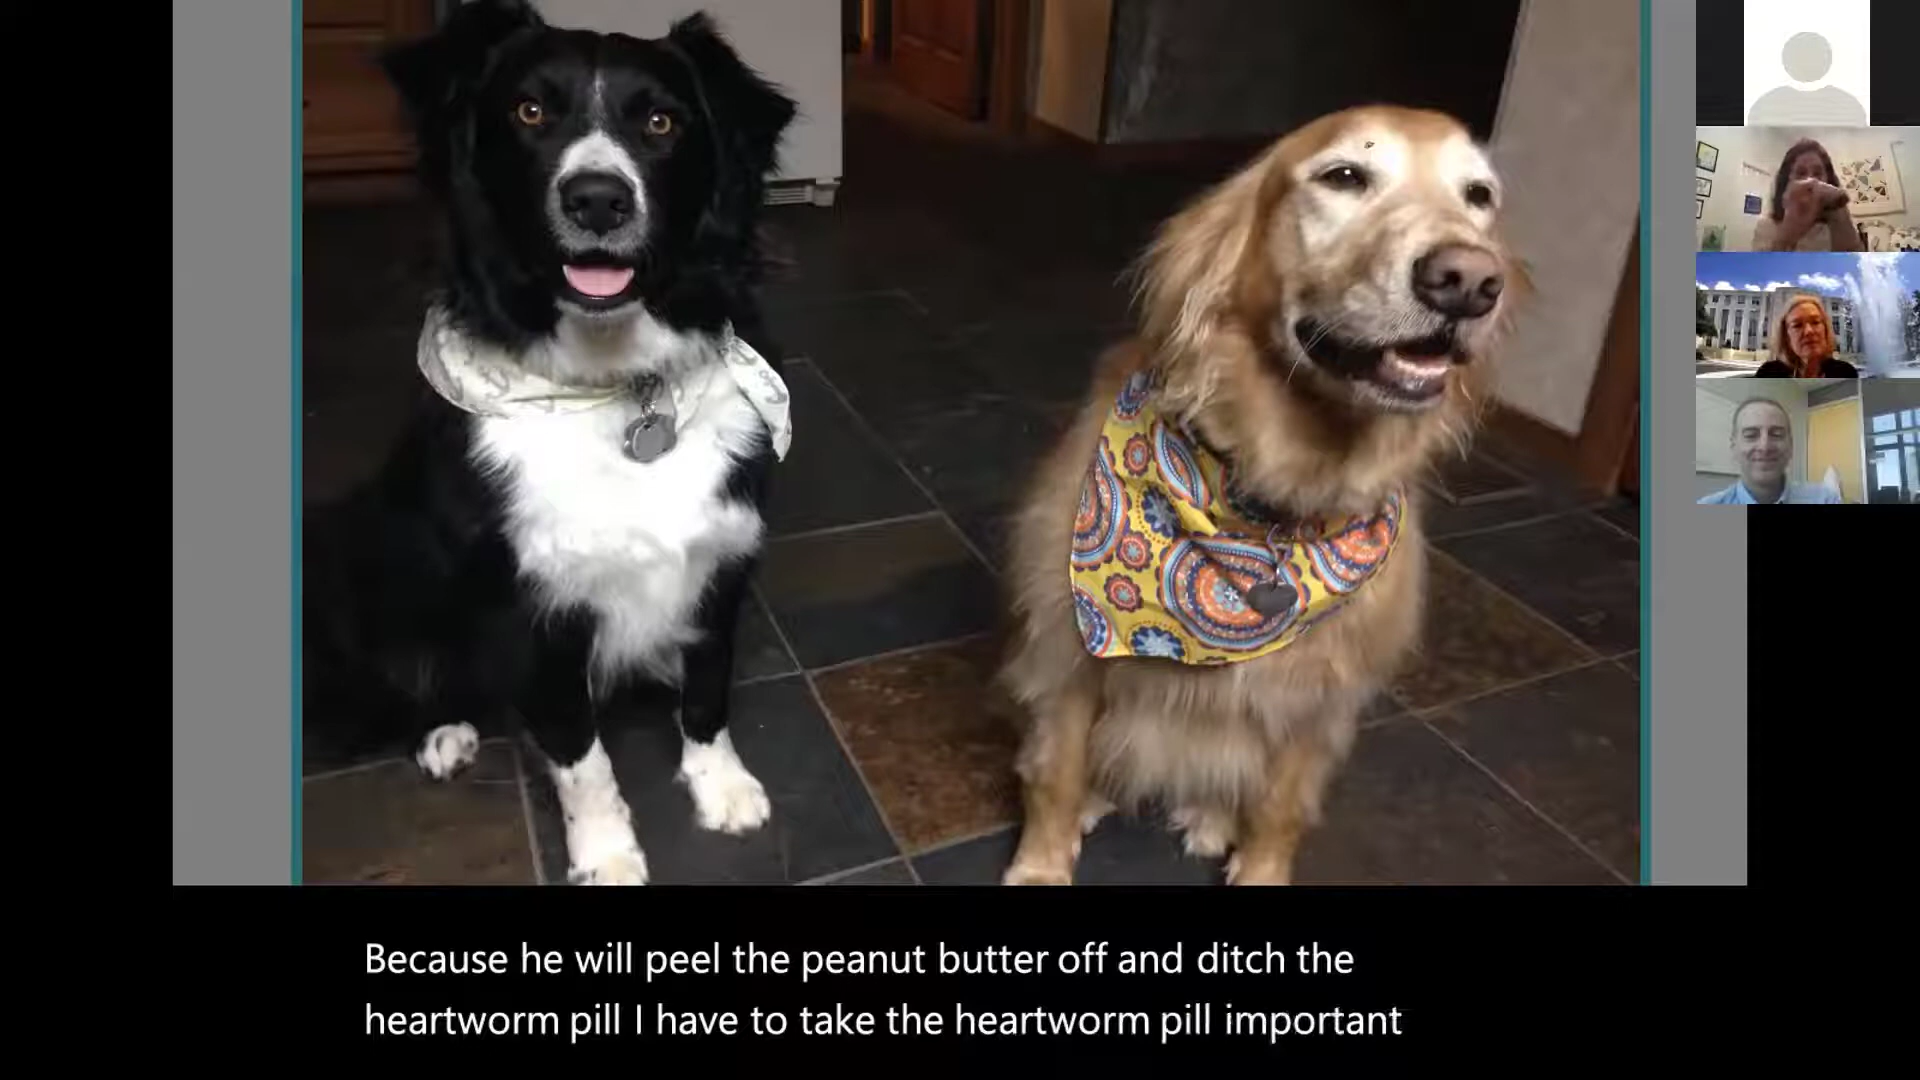 Because he will peel the peanut butter off and ditch the
heartworm pill I have to take the heartworm pill important